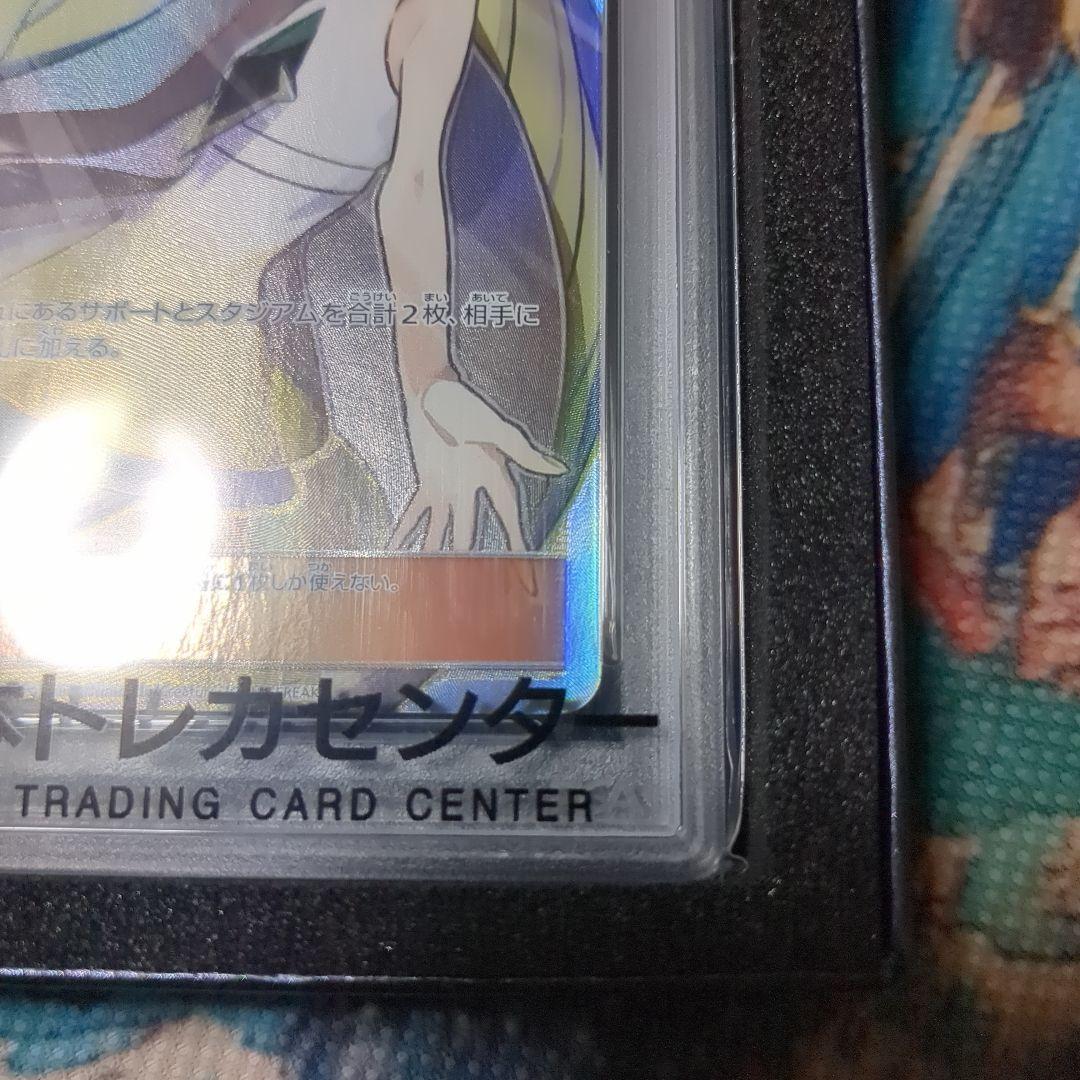 にあるサポートとスタジアムを合計2枚、相手に
に加える。
しか使えない。
トレカセンター
TRADING CARD CENTER